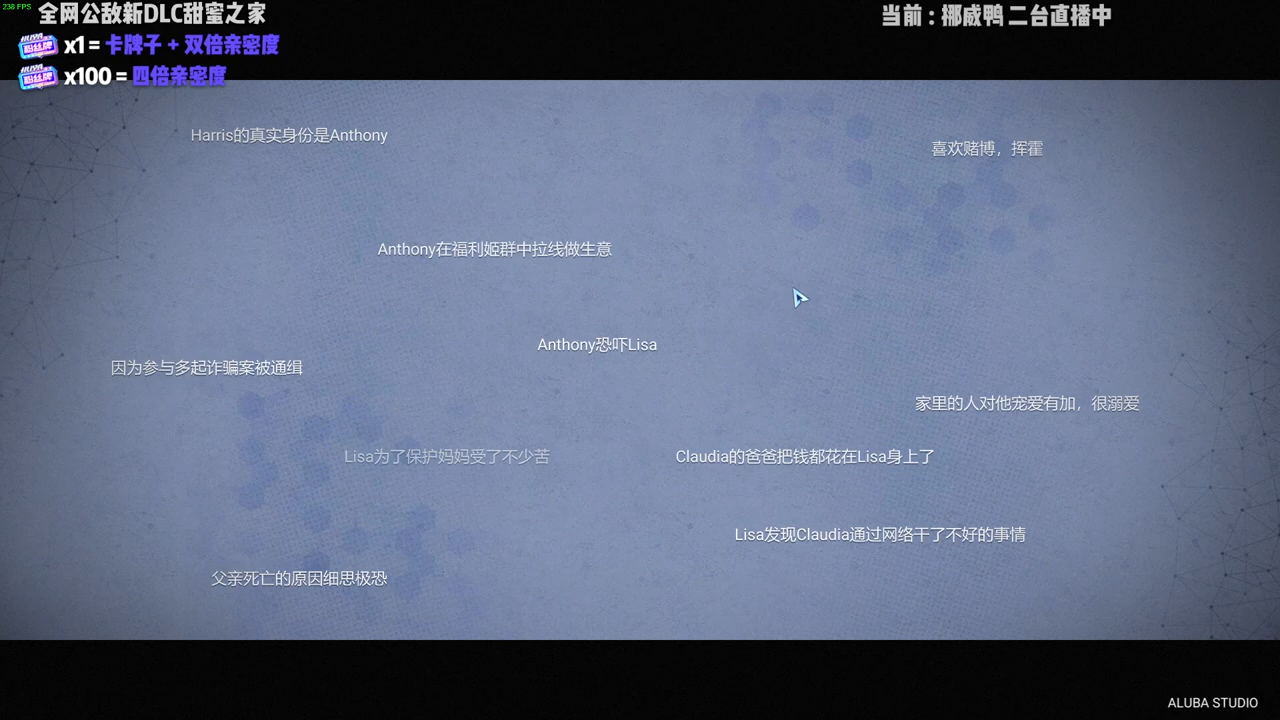 238 FPS
全网公敌新DLC甜蜜之家
当前：挪威鸭 二台直播中
HUYA 粉丝牌 x1 = 卡牌子 + 双倍亲密度
HUYA 粉丝牌 x100 = 四倍亲密度
Harris的真实身份是Anthony
喜欢赌博，挥霍
Anthony在福利姬群中拉线做生意
Anthony恐吓Lisa
因为参与多起诈骗案被通缉
家里的人对他宠爱有加，很溺爱
Lisa为了保护妈妈受了不少苦
Claudia的爸爸把钱都花在Lisa身上了
Lisa发现Claudia通过网络干了不好的事情
父亲死亡的原因细思极恐
ALUBA STUDIO